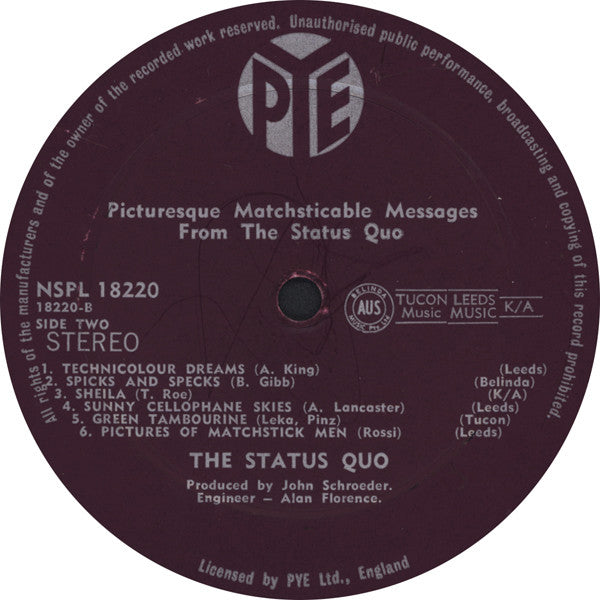 All rights of the manufacturers and of the owner of the recorded work reserved. Unauthorised public performance, broadcasting and copying of this record prohibited.
PYE
Picturesque Matchsticable Messages
From The Status Quo
NSPL 18220
18220-B
SIDE TWO
STEREO
BELINDA
AUS
MUSIC Pty Ltd
TUCON Music
LEEDS MUSIC
K/A
1. TECHNICOLOUR DREAMS (A. King) (Leeds)
2. SPICKS AND SPECKS (B. Gibb) (Belinda)
3. SHEILA (T. Roe) (K/A)
4. SUNNY CELLOPHANE SKIES (A. Lancaster) (Leeds)
5. GREEN TAMBOURINE (Leka, Pinz) (Tucon)
6. PICTURES OF MATCHSTICK MEN (Rossi) (Leeds)
THE STATUS QUO
Produced by John Schroeder.
Engineer – Alan Florence.
Licensed by PYE Ltd., England